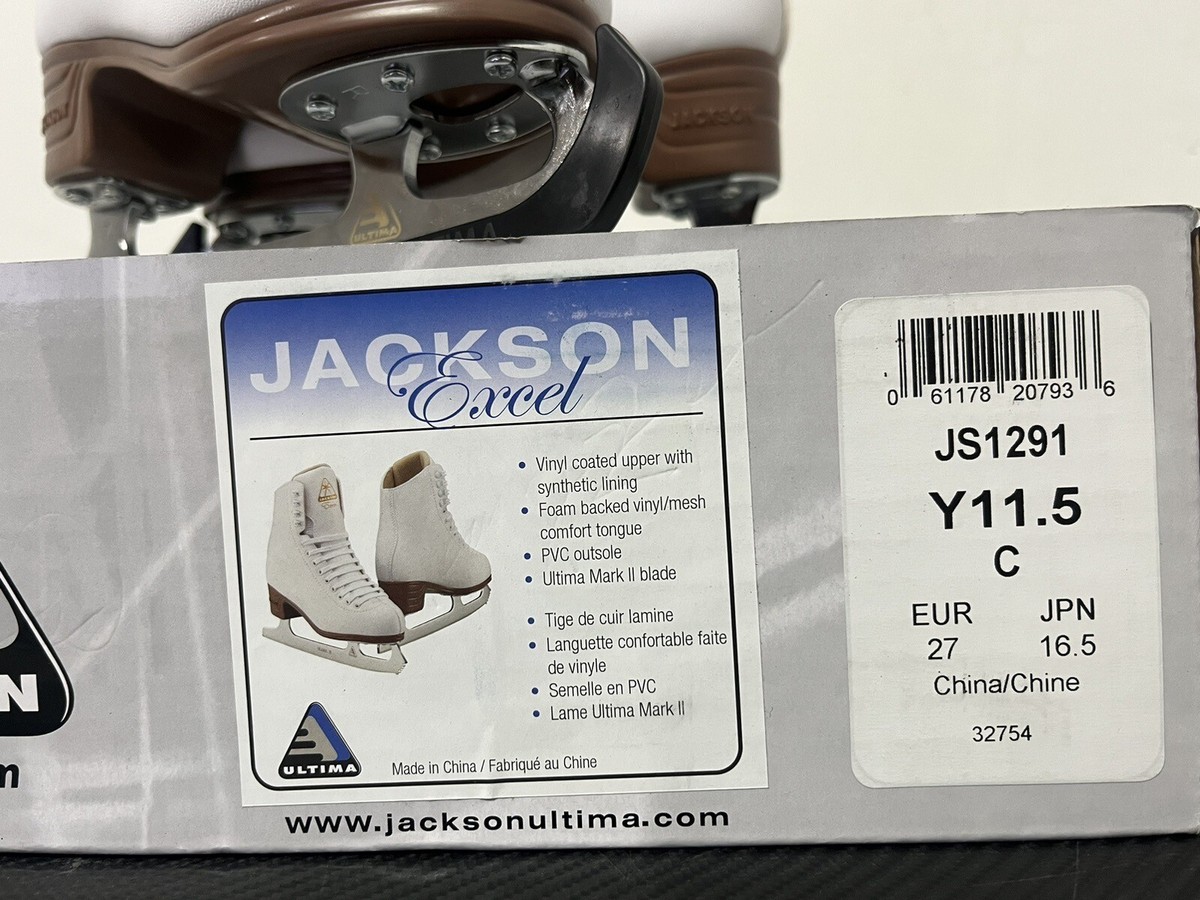 JACKSON
ULTIMA
JACKSON
Excel
• Vinyl coated upper with
synthetic lining
• Foam backed vinyl/mesh
comfort tongue
• PVC outsole
• Ultima Mark II blade
• Tige de cuir lamine
• Languette confortable faite
de vinyle
• Semelle en PVC
• Lame Ultima Mark II
ULTIMA
Made in China / Fabriqué au Chine
www.jacksonultima.com
0 61178 20793 6
JS1291
Y11.5
C
EUR JPN
27 16.5
China/Chine
32754